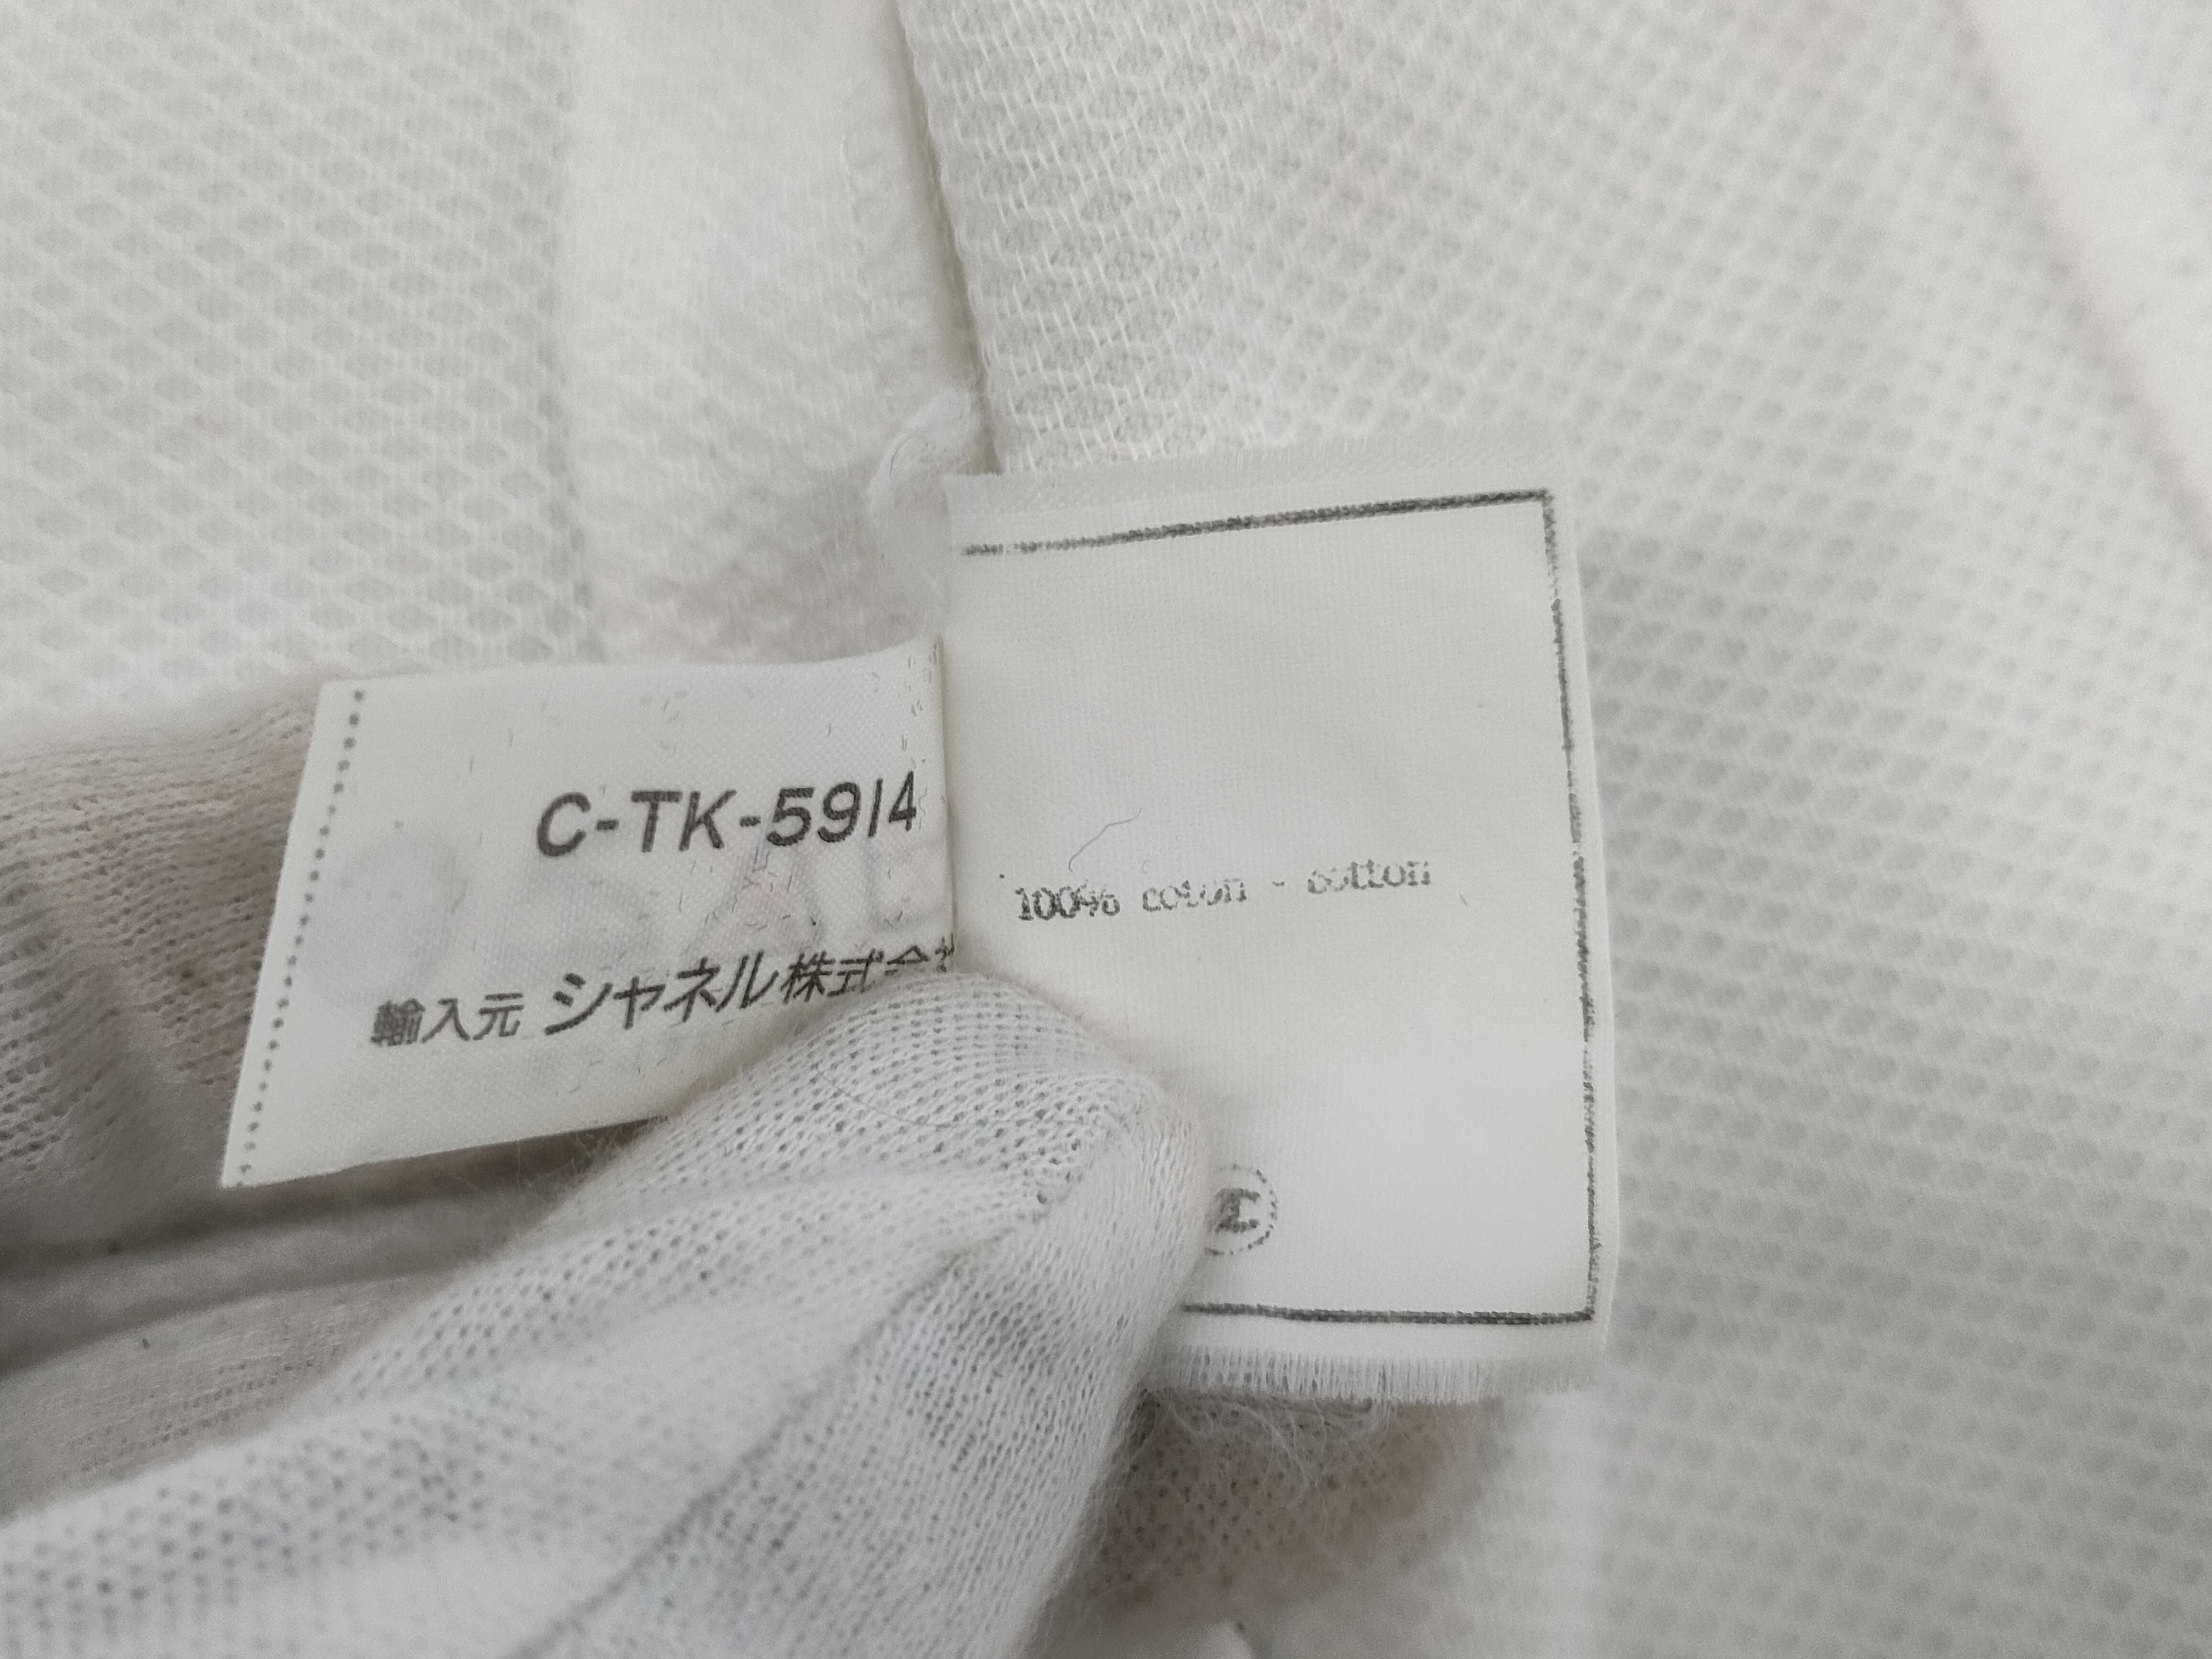 C-TK-5914
輸入元 シャネル株式会
100% coton - cotton